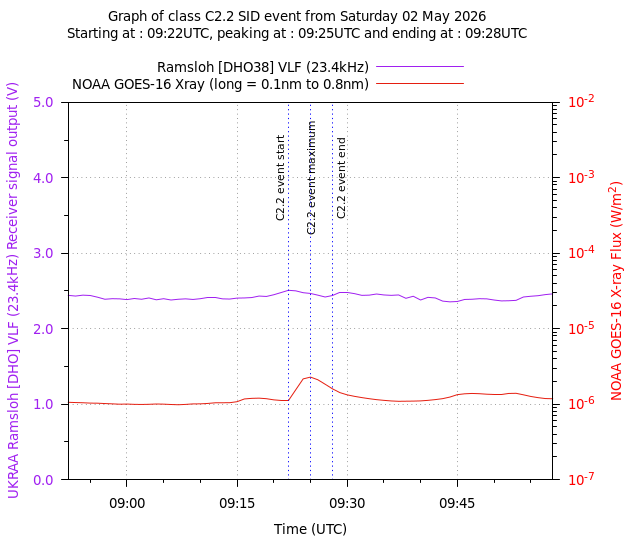 Graph of class C2.2 SID event from Saturday 02 May 2026
Starting at : 09:22UTC, peaking at : 09:25UTC and ending at : 09:28UTC
Ramsloh [DHO38] VLF (23.4kHz)
NOAA GOES-16 Xray (long = 0.1nm to 0.8nm)
UKRAA Ramsloh [DHO] VLF (23.4kHz) Receiver signal output (V)
5.0
4.0
3.0
2.0
1.0
0.0
C2.2 event start
C2.2 event maximum
C2.2 event end
10^-2
10^-3
10^-4
10^-5
10^-6
10^-7
NOAA GOES-16 X-ray Flux (W/m²)
09:00 09:15 09:30 09:45
Time (UTC)